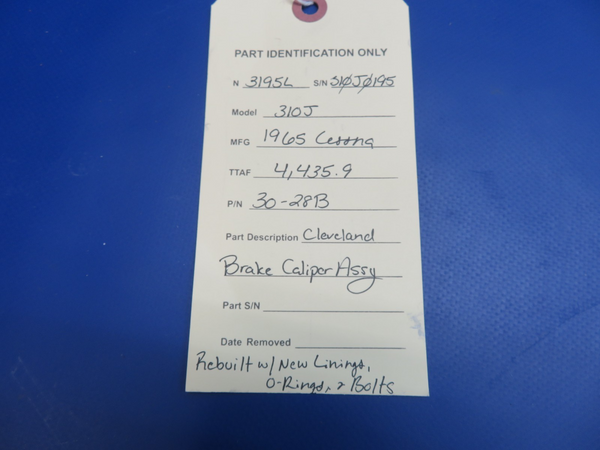 PART IDENTIFICATION ONLY
N 3195L S/N 310J0195
Model 310J
MFG 1965 Cessna
TTAF 4,435.9
P/N 30-28B
Part Description Cleveland
Brake Caliper Assy
Part S/N
Date Removed
Rebuilt w/ New Linings,
O-Rings, & Bolts